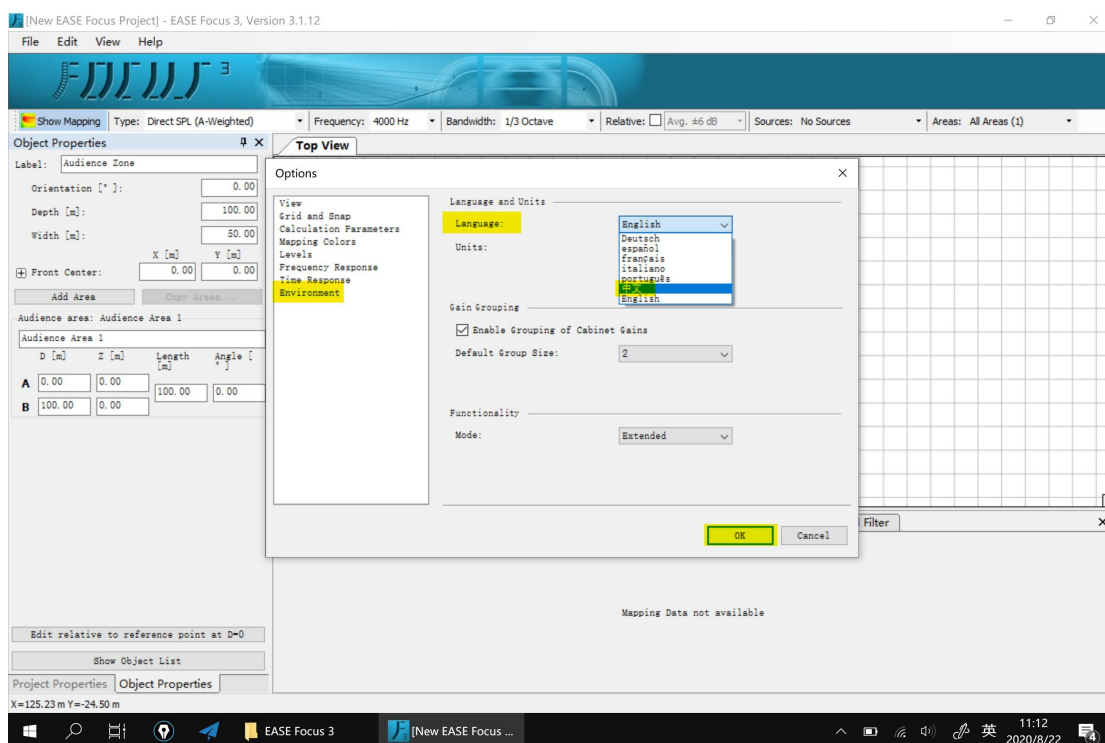 [New EASE Focus Project] - EASE Focus 3, Version 3.1.12
File Edit View Help
FOCUS 3
Show Mapping Type: Direct SPL (A-Weighted) Frequency: 4000 Hz Bandwidth: 1/3 Octave Relative: Avg. ±6 dB Sources: No Sources Areas: All Areas (1)
Object Properties
Top View
Label: Audience Zone
Orientation [°]: 0.00
Depth [m]: 100.00
Width [m]: 50.00
X [m] Y [m]
Front Center: 0.00 0.00
Add Area Copy Areas...
Audience area: Audience Area 1
Audience Area 1
D [m] Z [m] Length [m] Angle [°]
A 0.00 0.00
100.00 0.00
B 100.00 0.00
Options
View
Grid and Snap
Calculation Parameters
Mapping Colors
Levels
Frequency Response
Time Response
Environment
Language and Units
Language: English
Deutsch
español
français
italiano
português
中文
English
Units:
Gain Grouping
Enable Grouping of Cabinet Gains
Default Group Size: 2
Functionality
Mode: Extended
OK Cancel
Filter
Mapping Data not available
Edit relative to reference point at D=0
Show Object List
Project Properties Object Properties
X=125.23 m Y=-24.50 m
EASE Focus 3 [New EASE Focus ... 英 11:12
2020/8/22 4